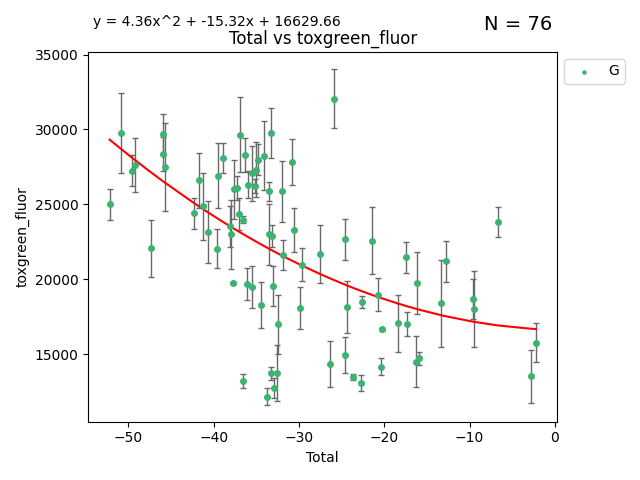 y = 4.36x^2 + -15.32x + 16629.66
N = 76
Total vs toxgreen_fluor
G
toxgreen_fluor
35000
30000
25000
20000
15000
−50
−40
−30
−20
−10
0
Total